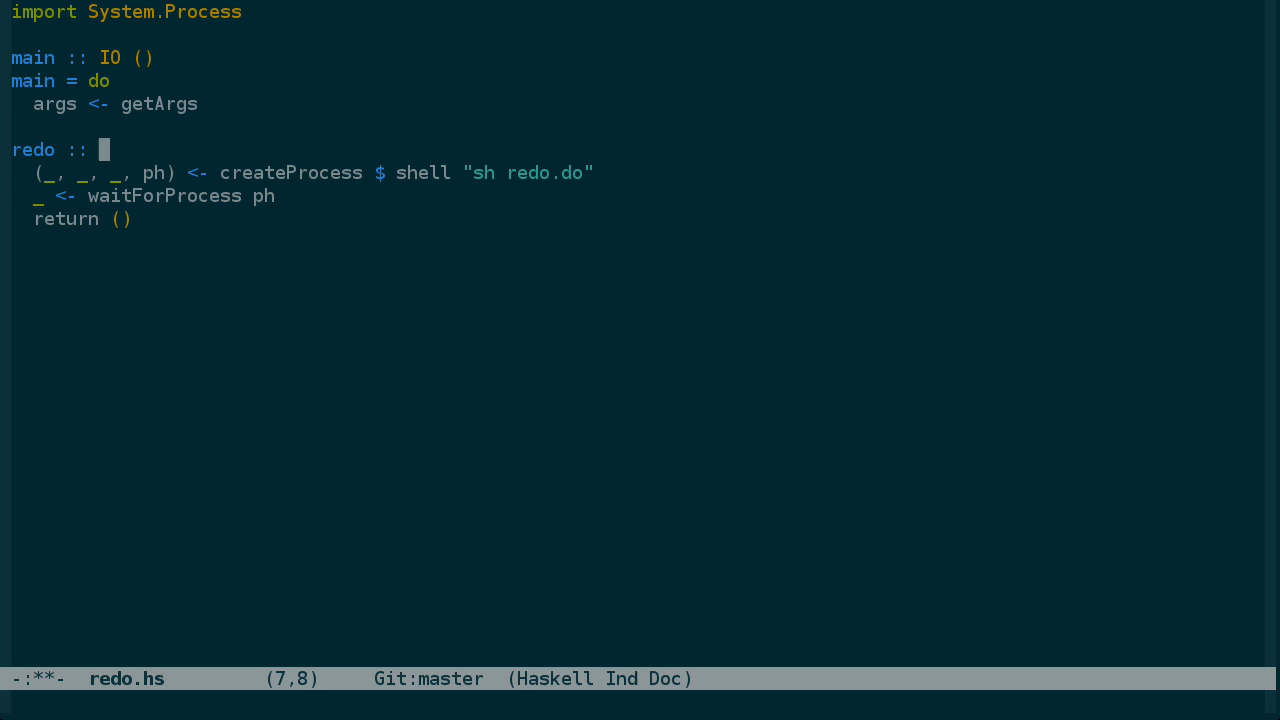 import System.Process
main :: IO ()
main = do
  args <- getArgs
redo :: 
  (_, _, _, ph) <- createProcess $ shell "sh redo.do"
  _ <- waitForProcess ph
  return ()
-:**-  redo.hs         (7,8)     Git:master  (Haskell Ind Doc)